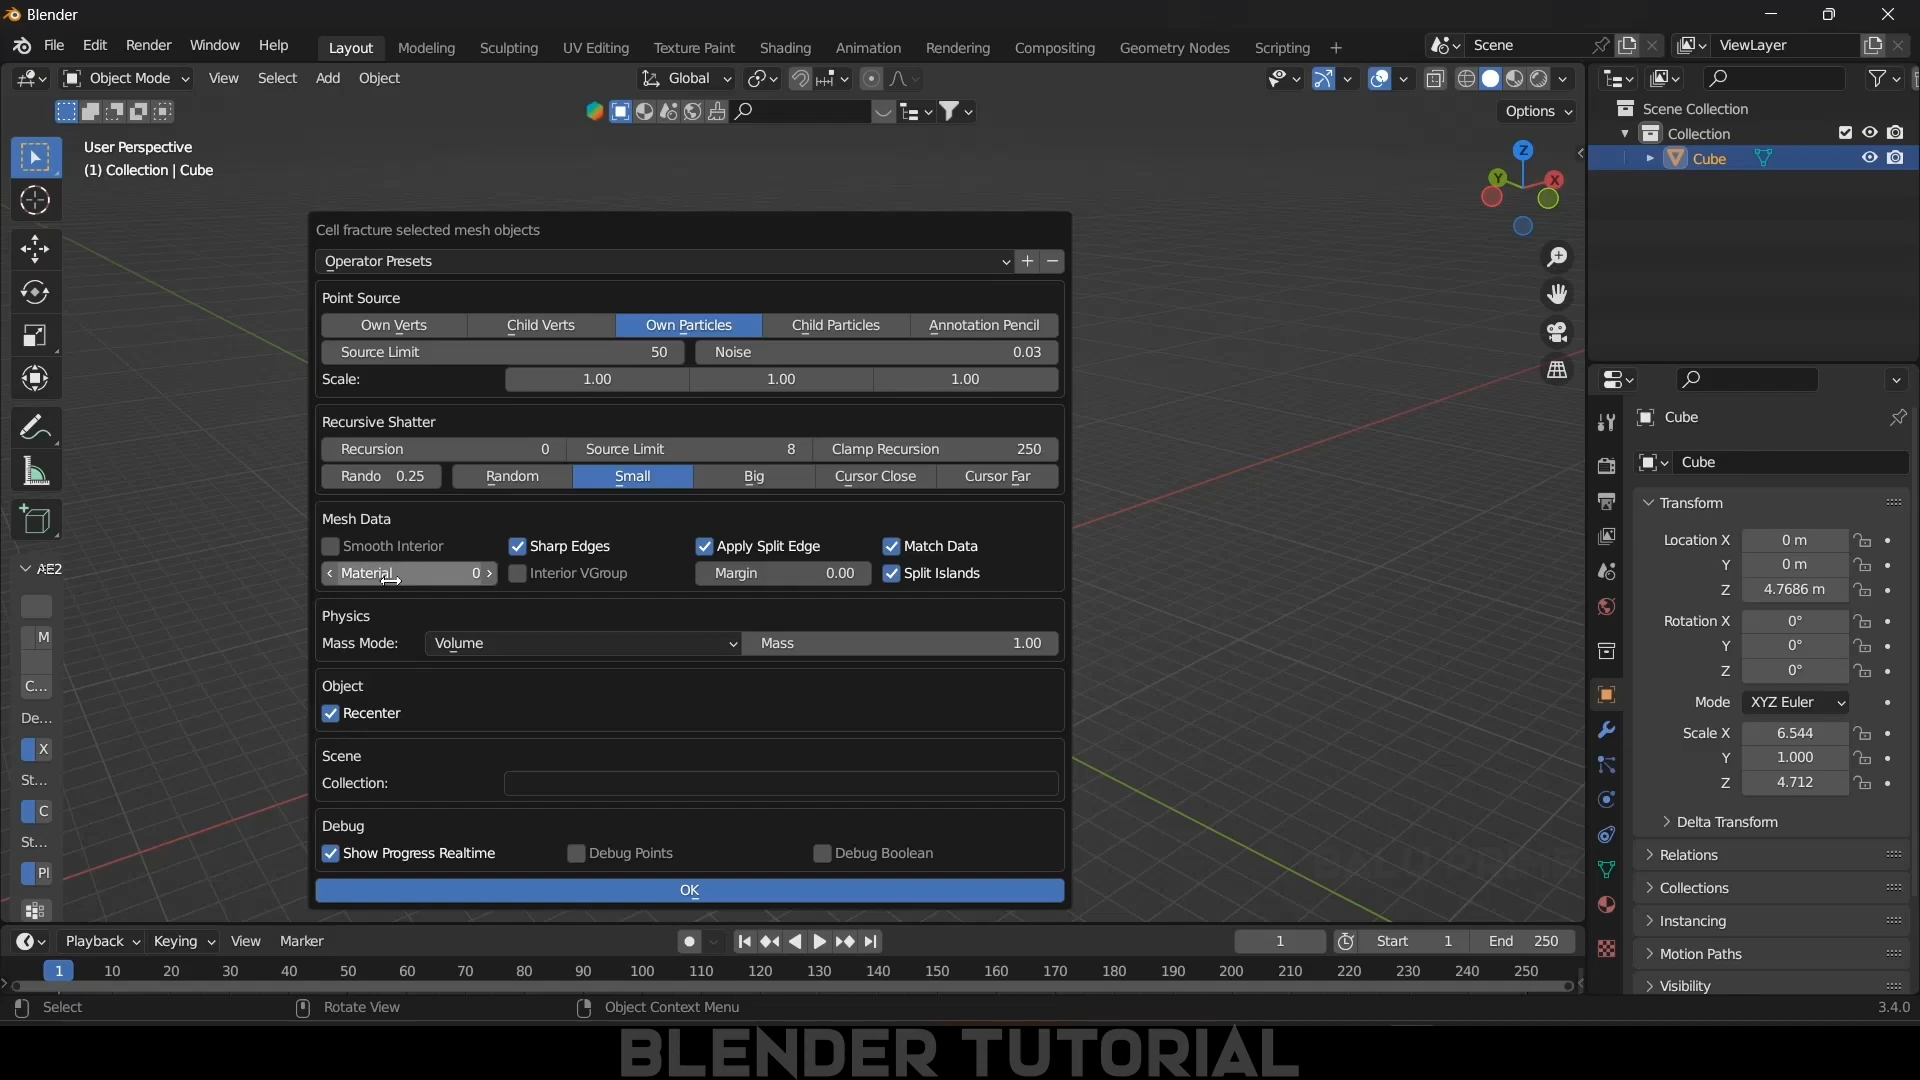 Blender
File Edit Render Window Help Layout Modeling Sculpting UV Editing Texture Paint Shading Animation Rendering Compositing Geometry Nodes Scripting + Scene ViewLayer
Object Mode View Select Add Object Global
Options
User Perspective
(1) Collection | Cube
Z
Y
X
Scene Collection
Collection
Cube
Cell fracture selected mesh objects
Operator Presets
Point Source
Own Verts Child Verts Own Particles Child Particles Annotation Pencil
Source Limit 50 Noise 0.03
Scale: 1.00 1.00 1.00
Recursive Shatter
Recursion 0 Source Limit 8 Clamp Recursion 250
Rando 0.25 Random Small Big Cursor Close Cursor Far
Mesh Data
Smooth Interior Sharp Edges Apply Split Edge Match Data
Material 0 Interior VGroup Margin 0.00 Split Islands
Physics
Mass Mode: Volume Mass 1.00
Object
Recenter
Scene
Collection:
Debug
Show Progress Realtime Debug Points Debug Boolean
OK
M
C...
De...
X
St...
C
St...
Pl
Cube
Cube
Transform
Location X 0 m
Y 0 m
Z 4.7686 m
Rotation X 0°
Y 0°
Z 0°
Mode XYZ Euler
Scale X 6.544
Y 1.000
Z 4.712
Delta Transform
Relations
Collections
Instancing
Motion Paths
Visibility
Playback Keying View Marker 1 Start 1 End 250
1 10 20 30 40 50 60 70 80 90 100 110 120 130 140 150 160 170 180 190 200 210 220 230 240 250
Select Rotate View Object Context Menu 3.4.0
BLENDER TUTORIAL